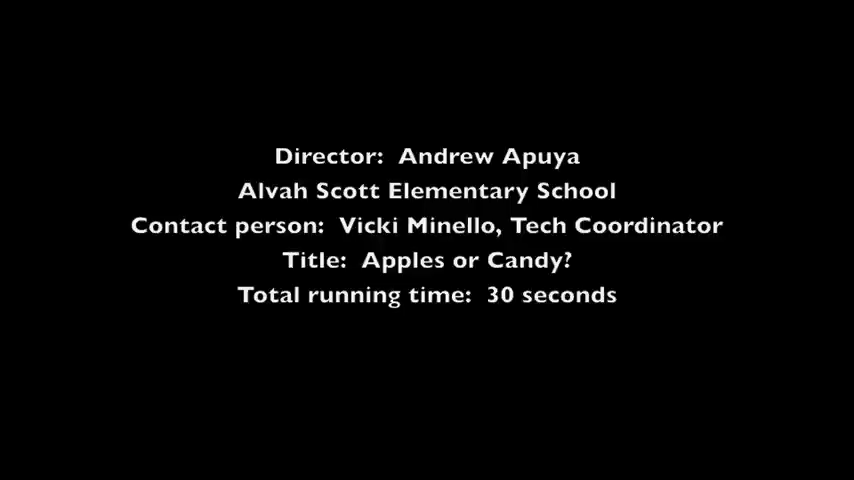 Director:  Andrew Apuya
Alvah Scott Elementary School
Contact person:  Vicki Minello, Tech Coordinator
Title:  Apples or Candy?
Total running time:  30 seconds